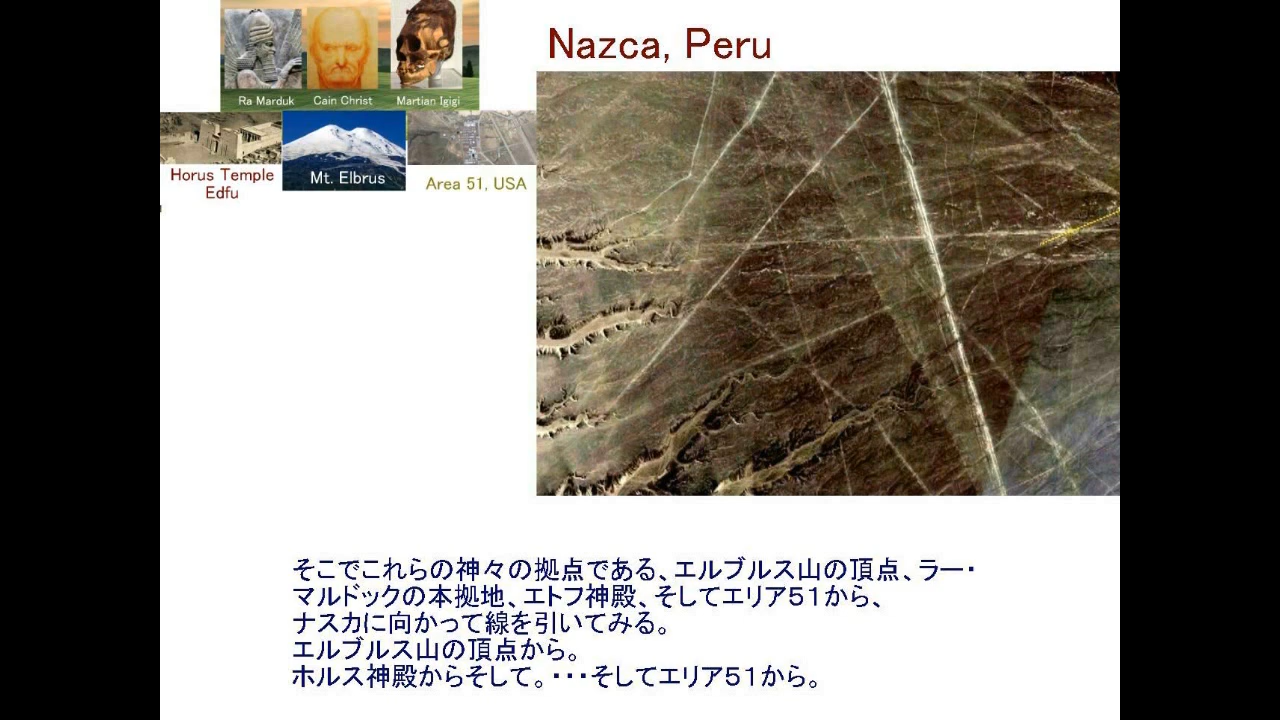 Nazca, Peru
Ra Marduk
Cain Christ
Martian Igigi
Horus Temple
Edfu
Mt. Elbrus
Area 51, USA
そこでこれらの神々の拠点である、エルブルス山の頂点、ラー・
マルドックの本拠地、エトフ神殿、そしてエリア５１から、
ナスカに向かって線を引いてみる。
エルブルス山の頂点から。
ホルス神殿からそして。・・・そしてエリア５１から。